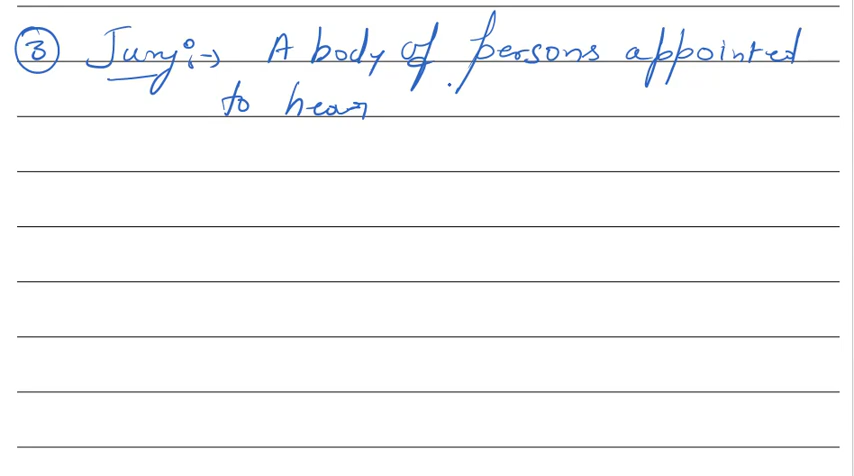 ③ Jury:→ A body of persons appointed
to hear